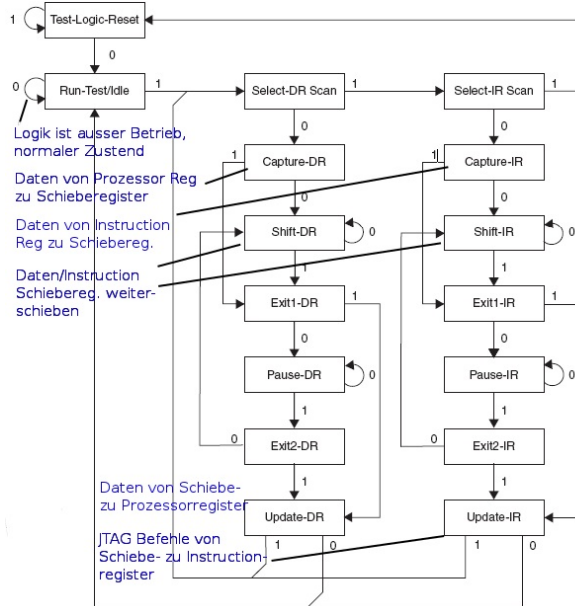 1
Test-Logic-Reset
0
0
Run-Test/Idle
1
Select-DR Scan
1
Select-IR Scan
1
Logik ist ausser Betrieb,
normaler Zustend
0
0
1
Capture-DR
1
Capture-IR
Daten von Prozessor Reg
zu Schieberegister
0
0
Daten von Instruction
Reg zu Schiebereg.
Shift-DR
0
Shift-IR
0
Daten/Instruction
Schiebereg. weiter-
schieben
1
1
Exit1-DR
1
Exit1-IR
1
0
0
Pause-DR
0
Pause-IR
0
1
1
0
Exit2-DR
0
Exit2-IR
1
1
Daten von Schiebe-
zu Prozessorregister
Update-DR
Update-IR
1
0
1
0
JTAG Befehle von
Schiebe- zu Instruction-
register